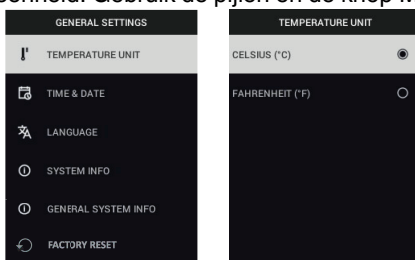 Gebruik de pijlen en de knop
GENERAL SETTINGS
TEMPERATURE UNIT
TIME & DATE
LANGUAGE
SYSTEM INFO
GENERAL SYSTEM INFO
FACTORY RESET
TEMPERATURE UNIT
CELSIUS (°C)
FAHRENHEIT (°F)